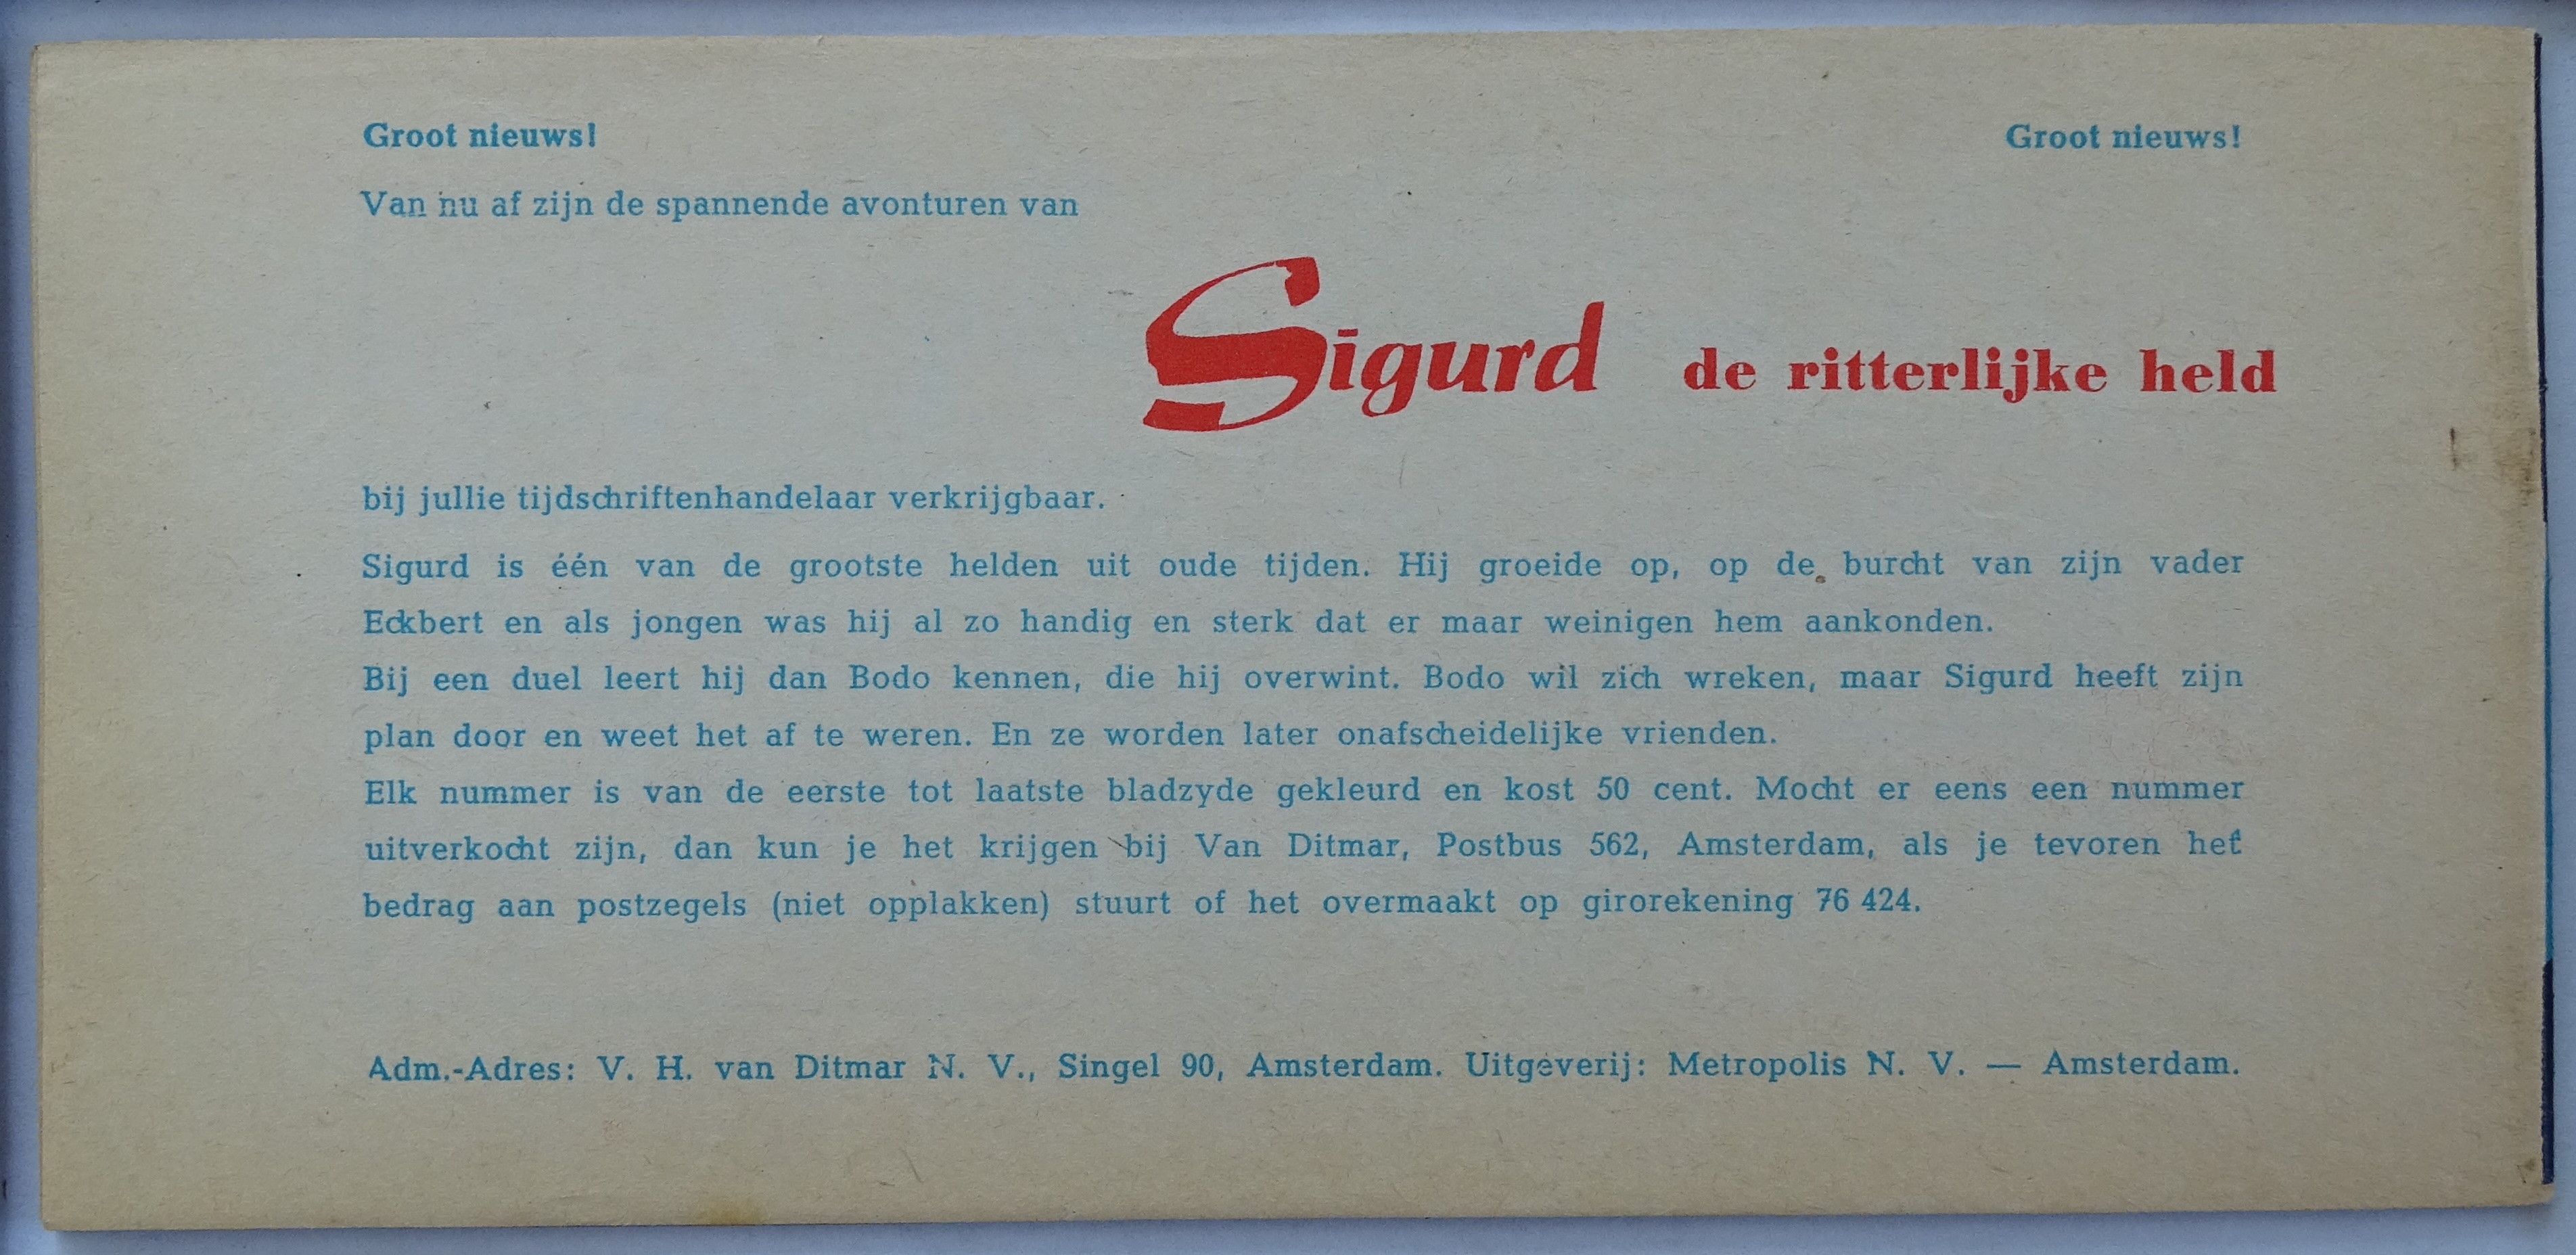 Groot nieuws! Groot nieuws!
Van nu af zijn de spannende avonturen van
Sigurd de ritterlijke held
bij jullie tijdschriftenhandelaar verkrijgbaar.
Sigurd is één van de grootste helden uit oude tijden. Hij groeide op, op de burcht van zijn vader
Eckbert en als jongen was hij al zo handig en sterk dat er maar weinigen hem aankonden.
Bij een duel leert hij dan Bodo kennen, die hij overwint. Bodo wil zich wreken, maar Sigurd heeft zijn
plan door en weet het af te weren. En ze worden later onafscheidelijke vrienden.
Elk nummer is van de eerste tot laatste bladzyde gekleurd en kost 50 cent. Mocht er eens een nummer
uitverkocht zijn, dan kun je het krijgen bij Van Ditmar, Postbus 562, Amsterdam, als je tevoren het
bedrag aan postzegels (niet opplakken) stuurt of het overmaakt op girorekening 76 424.
Adm.-Adres: V. H. van Ditmar N. V., Singel 90, Amsterdam. Uitgeverij: Metropolis N. V. — Amsterdam.